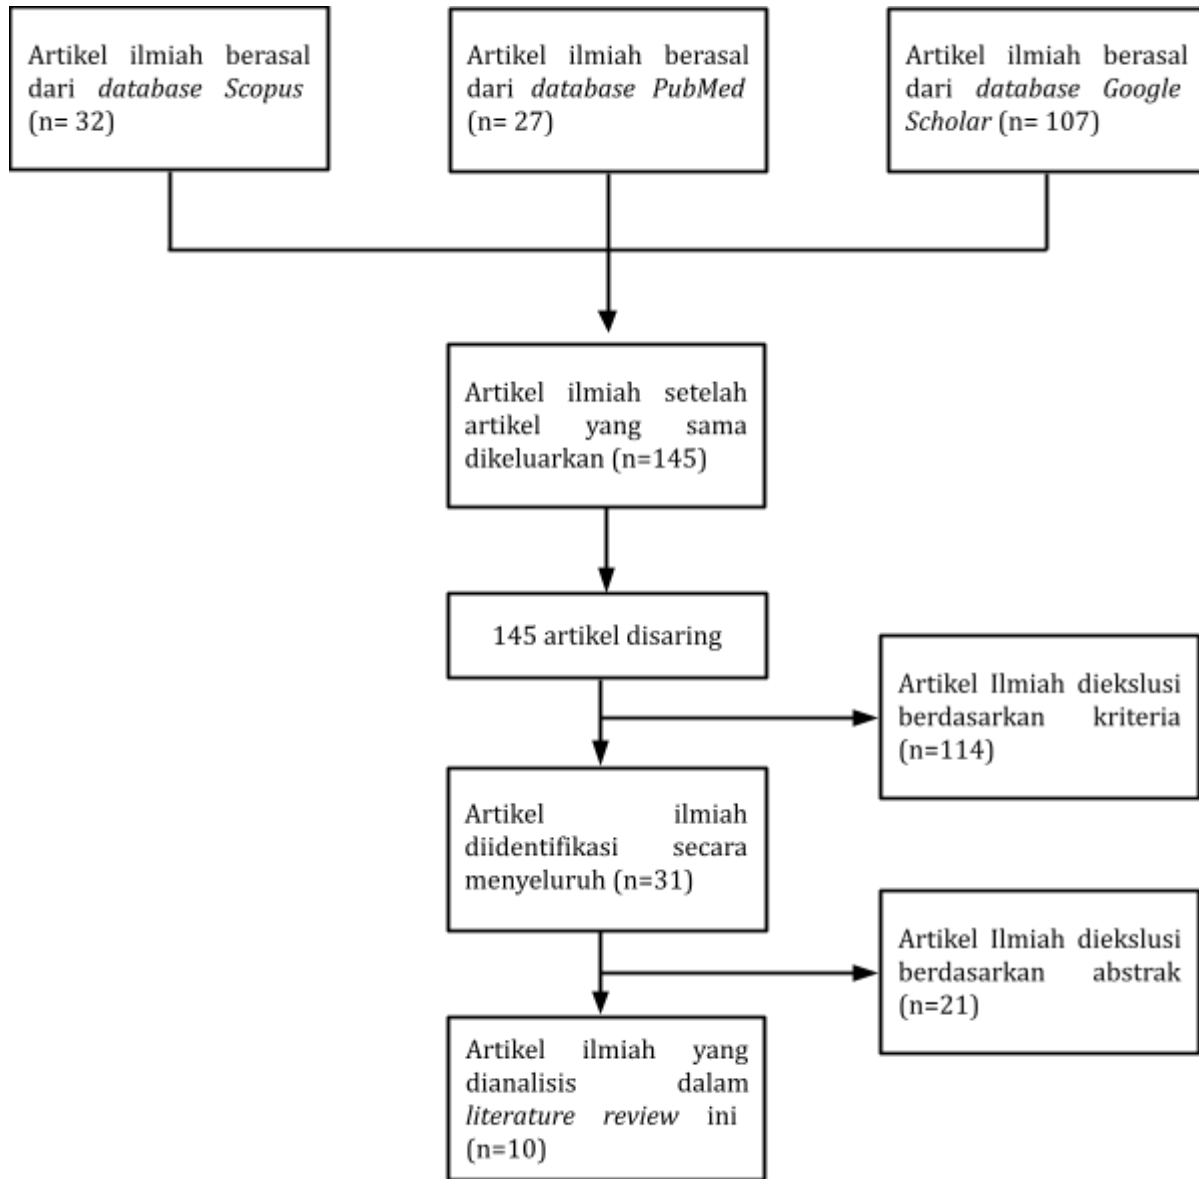 Artikel ilmiah berasal
dari database Scopus
(n= 32)
Artikel ilmiah berasal
dari database PubMed
(n= 27)
Artikel ilmiah berasal
dari database Google
Scholar (n= 107)
Artikel ilmiah setelah
artikel yang sama
dikeluarkan (n=145)
145 artikel disaring
Artikel Ilmiah diekslusi
berdasarkan kriteria
(n=114)
Artikel ilmiah
diidentifikasi secara
menyeluruh (n=31)
Artikel Ilmiah diekslusi
berdasarkan abstrak
(n=21)
Artikel ilmiah yang
dianalisis dalam
literature review ini
(n=10)